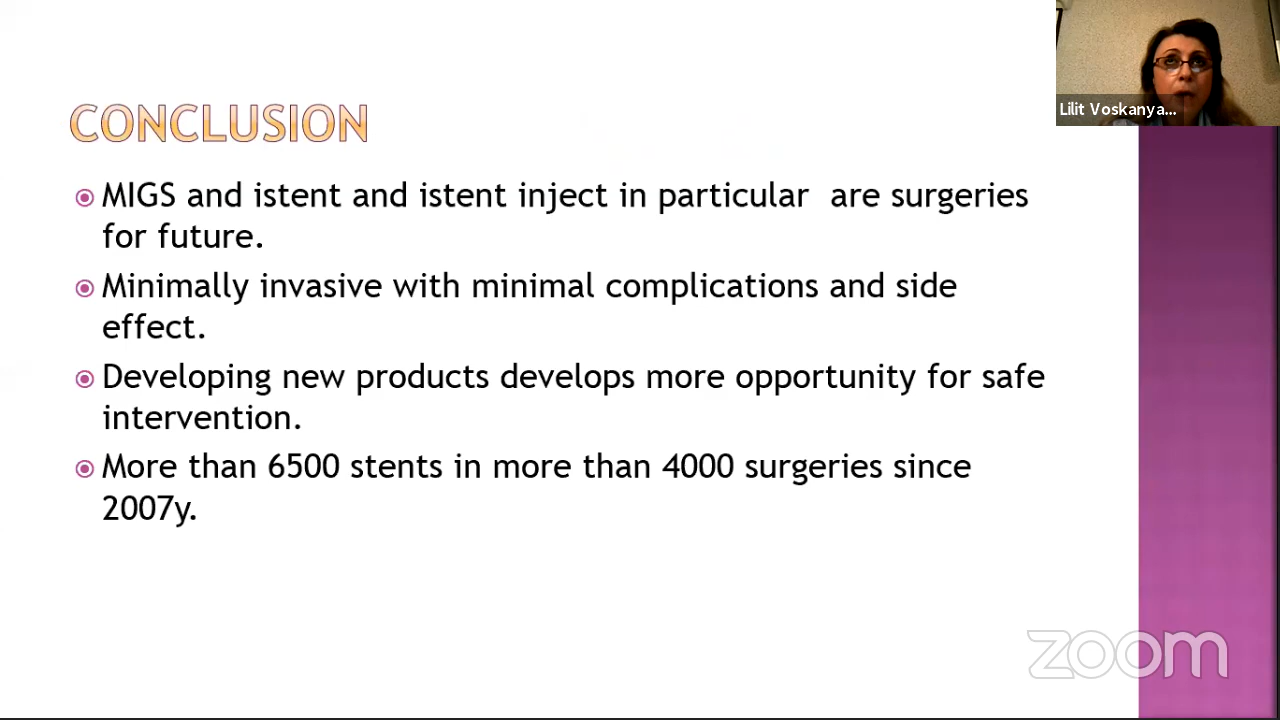 Lilit Voskanya...
CONCLUSION
MIGS and istent and istent inject in particular are surgeries
for future.
Minimally invasive with minimal complications and side
effect.
Developing new products develops more opportunity for safe
intervention.
More than 6500 stents in more than 4000 surgeries since
2007y.
zoom